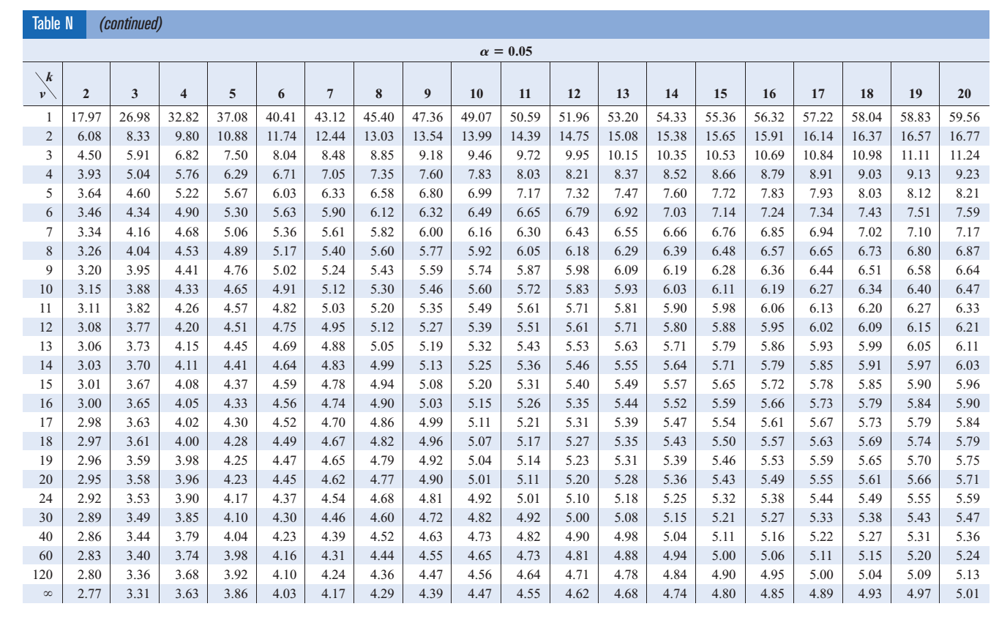 Table N (continued)
α = 0.05
k
ν 2 3 4 5 6 7 8 9 10 11 12 13 14 15 16 17 18 19 20
1 17.97 26.98 32.82 37.08 40.41 43.12 45.40 47.36 49.07 50.59 51.96 53.20 54.33 55.36 56.32 57.22 58.04 58.83 59.56
2 6.08 8.33 9.80 10.88 11.74 12.44 13.03 13.54 13.99 14.39 14.75 15.08 15.38 15.65 15.91 16.14 16.37 16.57 16.77
3 4.50 5.91 6.82 7.50 8.04 8.48 8.85 9.18 9.46 9.72 9.95 10.15 10.35 10.53 10.69 10.84 10.98 11.11 11.24
4 3.93 5.04 5.76 6.29 6.71 7.05 7.35 7.60 7.83 8.03 8.21 8.37 8.52 8.66 8.79 8.91 9.03 9.13 9.23
5 3.64 4.60 5.22 5.67 6.03 6.33 6.58 6.80 6.99 7.17 7.32 7.47 7.60 7.72 7.83 7.93 8.03 8.12 8.21
6 3.46 4.34 4.90 5.30 5.63 5.90 6.12 6.32 6.49 6.65 6.79 6.92 7.03 7.14 7.24 7.34 7.43 7.51 7.59
7 3.34 4.16 4.68 5.06 5.36 5.61 5.82 6.00 6.16 6.30 6.43 6.55 6.66 6.76 6.85 6.94 7.02 7.10 7.17
8 3.26 4.04 4.53 4.89 5.17 5.40 5.60 5.77 5.92 6.05 6.18 6.29 6.39 6.48 6.57 6.65 6.73 6.80 6.87
9 3.20 3.95 4.41 4.76 5.02 5.24 5.43 5.59 5.74 5.87 5.98 6.09 6.19 6.28 6.36 6.44 6.51 6.58 6.64
10 3.15 3.88 4.33 4.65 4.91 5.12 5.30 5.46 5.60 5.72 5.83 5.93 6.03 6.11 6.19 6.27 6.34 6.40 6.47
11 3.11 3.82 4.26 4.57 4.82 5.03 5.20 5.35 5.49 5.61 5.71 5.81 5.90 5.98 6.06 6.13 6.20 6.27 6.33
12 3.08 3.77 4.20 4.51 4.75 4.95 5.12 5.27 5.39 5.51 5.61 5.71 5.80 5.88 5.95 6.02 6.09 6.15 6.21
13 3.06 3.73 4.15 4.45 4.69 4.88 5.05 5.19 5.32 5.43 5.53 5.63 5.71 5.79 5.86 5.93 5.99 6.05 6.11
14 3.03 3.70 4.11 4.41 4.64 4.83 4.99 5.13 5.25 5.36 5.46 5.55 5.64 5.71 5.79 5.85 5.91 5.97 6.03
15 3.01 3.67 4.08 4.37 4.59 4.78 4.94 5.08 5.20 5.31 5.40 5.49 5.57 5.65 5.72 5.78 5.85 5.90 5.96
16 3.00 3.65 4.05 4.33 4.56 4.74 4.90 5.03 5.15 5.26 5.35 5.44 5.52 5.59 5.66 5.73 5.79 5.84 5.90
17 2.98 3.63 4.02 4.30 4.52 4.70 4.86 4.99 5.11 5.21 5.31 5.39 5.47 5.54 5.61 5.67 5.73 5.79 5.84
18 2.97 3.61 4.00 4.28 4.49 4.67 4.82 4.96 5.07 5.17 5.27 5.35 5.43 5.50 5.57 5.63 5.69 5.74 5.79
19 2.96 3.59 3.98 4.25 4.47 4.65 4.79 4.92 5.04 5.14 5.23 5.31 5.39 5.46 5.53 5.59 5.65 5.70 5.75
20 2.95 3.58 3.96 4.23 4.45 4.62 4.77 4.90 5.01 5.11 5.20 5.28 5.36 5.43 5.49 5.55 5.61 5.66 5.71
24 2.92 3.53 3.90 4.17 4.37 4.54 4.68 4.81 4.92 5.01 5.10 5.18 5.25 5.32 5.38 5.44 5.49 5.55 5.59
30 2.89 3.49 3.85 4.10 4.30 4.46 4.60 4.72 4.82 4.92 5.00 5.08 5.15 5.21 5.27 5.33 5.38 5.43 5.47
40 2.86 3.44 3.79 4.04 4.23 4.39 4.52 4.63 4.73 4.82 4.90 4.98 5.04 5.11 5.16 5.22 5.27 5.31 5.36
60 2.83 3.40 3.74 3.98 4.16 4.31 4.44 4.55 4.65 4.73 4.81 4.88 4.94 5.00 5.06 5.11 5.15 5.20 5.24
120 2.80 3.36 3.68 3.92 4.10 4.24 4.36 4.47 4.56 4.64 4.71 4.78 4.84 4.90 4.95 5.00 5.04 5.09 5.13
∞ 2.77 3.31 3.63 3.86 4.03 4.17 4.29 4.39 4.47 4.55 4.62 4.68 4.74 4.80 4.85 4.89 4.93 4.97 5.01